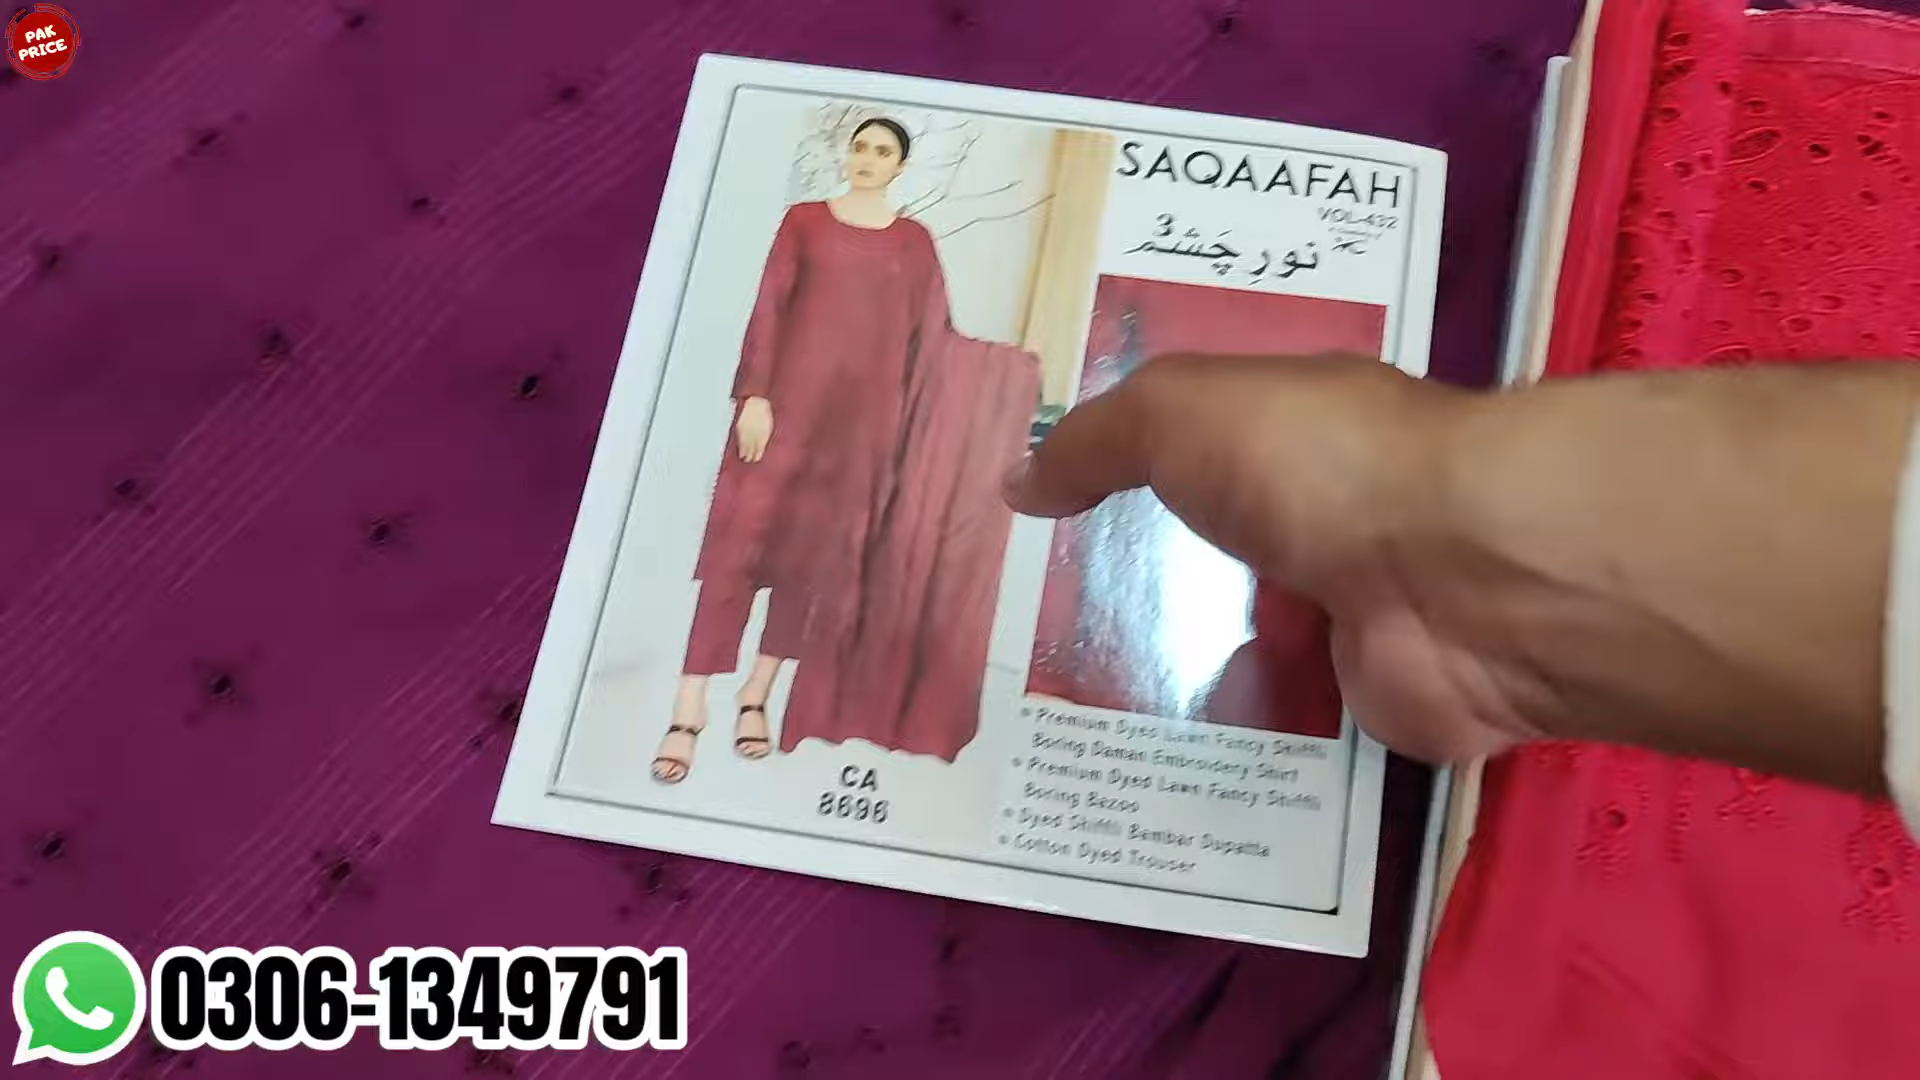 PAK
PRICE
SAQAAFAH
VOL-432
نورِ چَشم 3
• Premium Dyed Lawn Fancy Shiffli
Boring Daman Embroidery Shirt
• Premium Dyed Lawn Fancy Shiffli
Boring Bazoo
• Dyed Shiffli Bambar Dupatta
• Cotton Dyed Trouser
CA
8696
0306-1349791